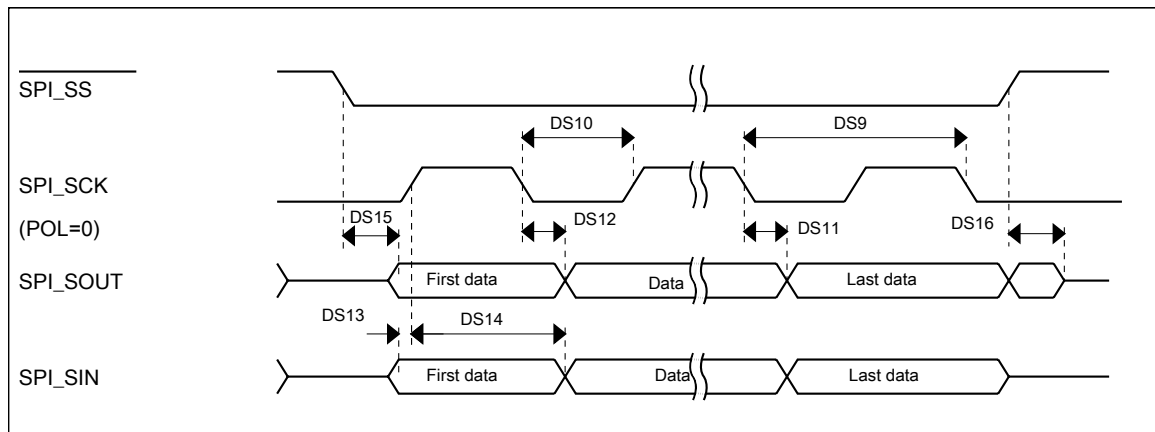 SPI_SS
DS10
DS9
SPI_SCK
(POL=0)
DS15
DS12
DS11
DS16
SPI_SOUT
First data
Data
Last data
DS13
DS14
SPI_SIN
First data
Data
Last data